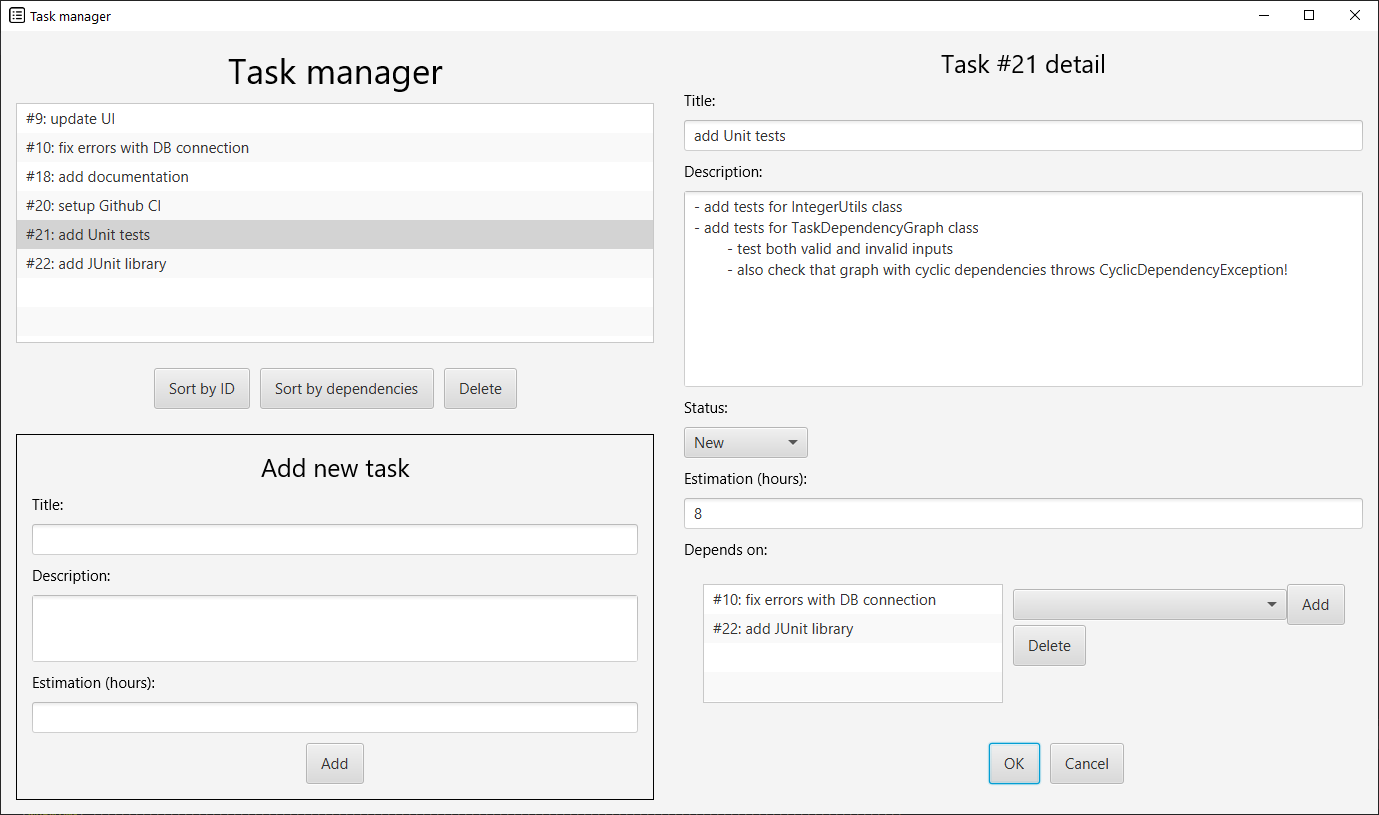 Task manager
Task manager
#9: update UI
#10: fix errors with DB connection
#18: add documentation
#20: setup Github CI
#21: add Unit tests
#22: add JUnit library
Sort by ID
Sort by dependencies
Delete
Add new task
Title:
Description:
Estimation (hours):
Add
Task #21 detail
Title:
add Unit tests
Description:
- add tests for IntegerUtils class
- add tests for TaskDependencyGraph class
- test both valid and invalid inputs
- also check that graph with cyclic dependencies throws CyclicDependencyException!
Status:
New
Estimation (hours):
8
Depends on:
#10: fix errors with DB connection
#22: add JUnit library
Add
Delete
OK
Cancel